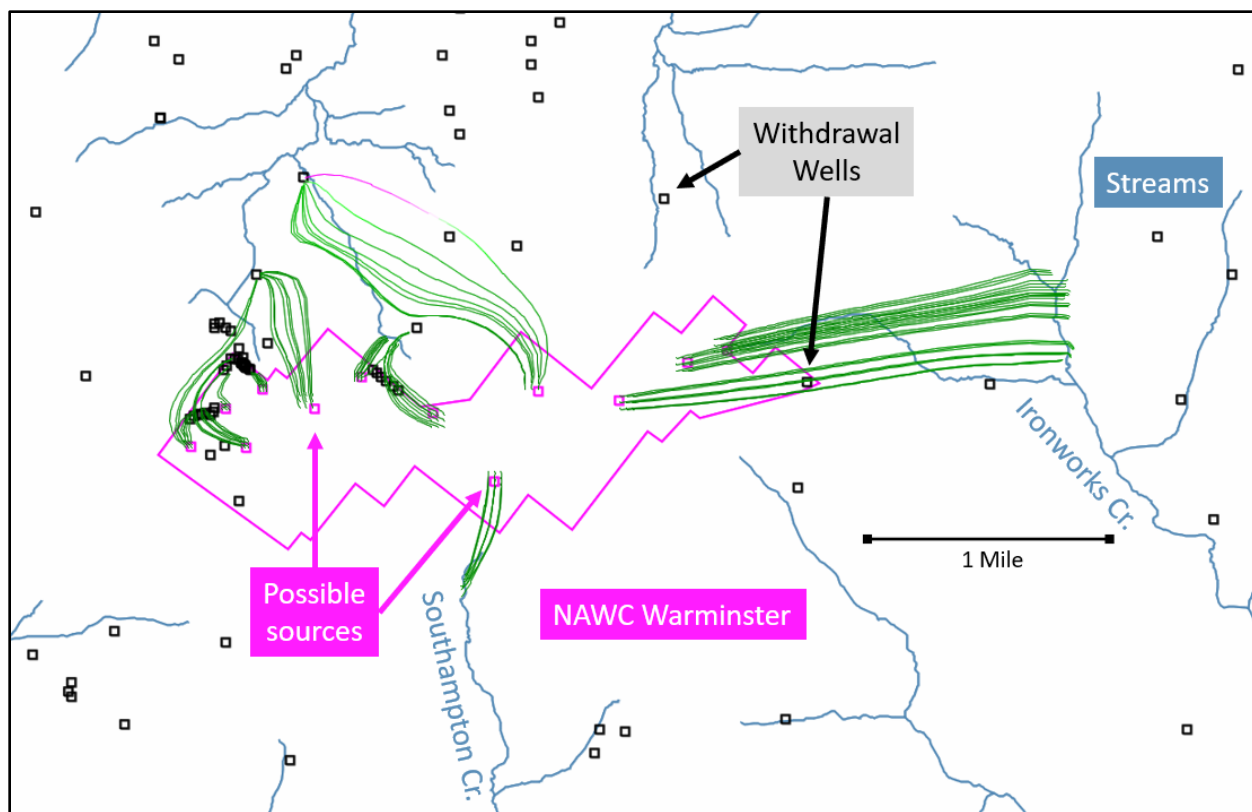 Withdrawal
Wells
Streams
Ironworks Cr.
1 Mile
Possible
sources
NAWC Warminster
Southampton Cr.